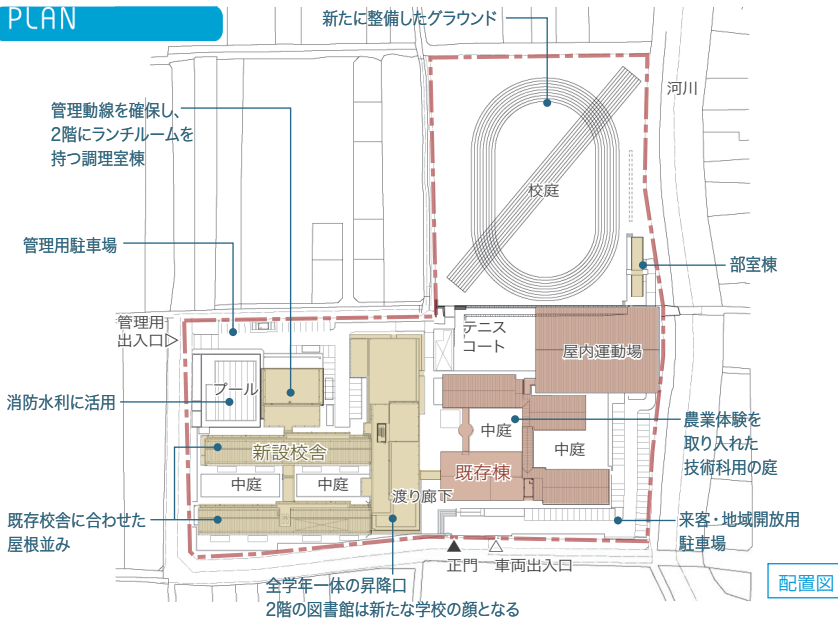 PLAN
新たに整備したグラウンド
河川
管理動線を確保し、
2階にランチルームを
持つ調理室棟
校庭
管理用駐車場
部室棟
管理用
出入口▷
テニス
コート
屋内運動場
プール
消防水利に活用
農業体験を
取り入れた
技術科用の庭
中庭
中庭
新設校舎
既存棟
中庭
中庭
渡り廊下
既存校舎に合わせた
屋根並み
来客・地域開放用
駐車場
正門
車両出入口
全学年一体の昇降口
2階の図書館は新たな学校の顔となる
配置図